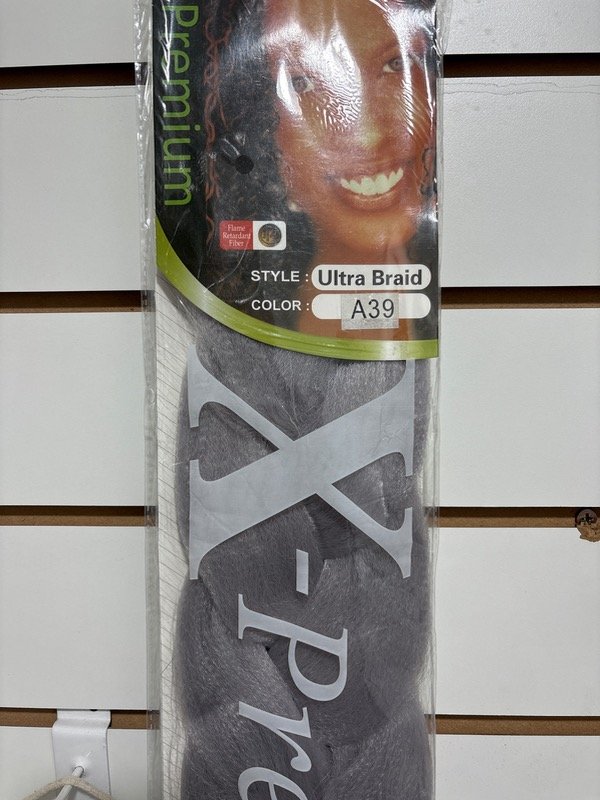 Premium
Flame
Retardant
Fiber
STYLE : Ultra Braid
COLOR : A39
X-Pre